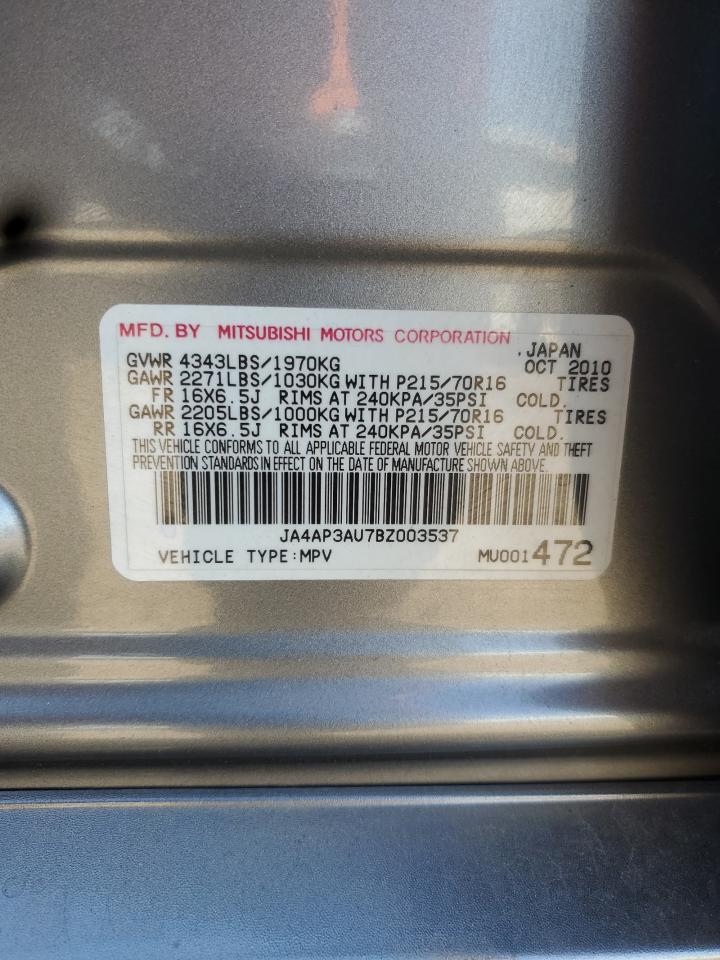 MFD. BY MITSUBISHI MOTORS CORPORATION
JAPAN
GVWR 4343LBS/1970KG OCT 2010
GAWR 2271LBS/1030KG WITH P215/70R16 TIRES
FR 16X6.5J RIMS AT 240KPA/35PSI COLD.
GAWR 2205LBS/1000KG WITH P215/70R16 TIRES
RR 16X6.5J RIMS AT 240KPA/35PSI COLD.
THIS VEHICLE CONFORMS TO ALL APPLICABLE FEDERAL MOTOR VEHICLE SAFETY AND THEFT
PREVENTION STANDARDS IN EFFECT ON THE DATE OF MANUFACTURE SHOWN ABOVE.
JA4AP3AU7BZ003537
VEHICLE TYPE:MPV MU001472